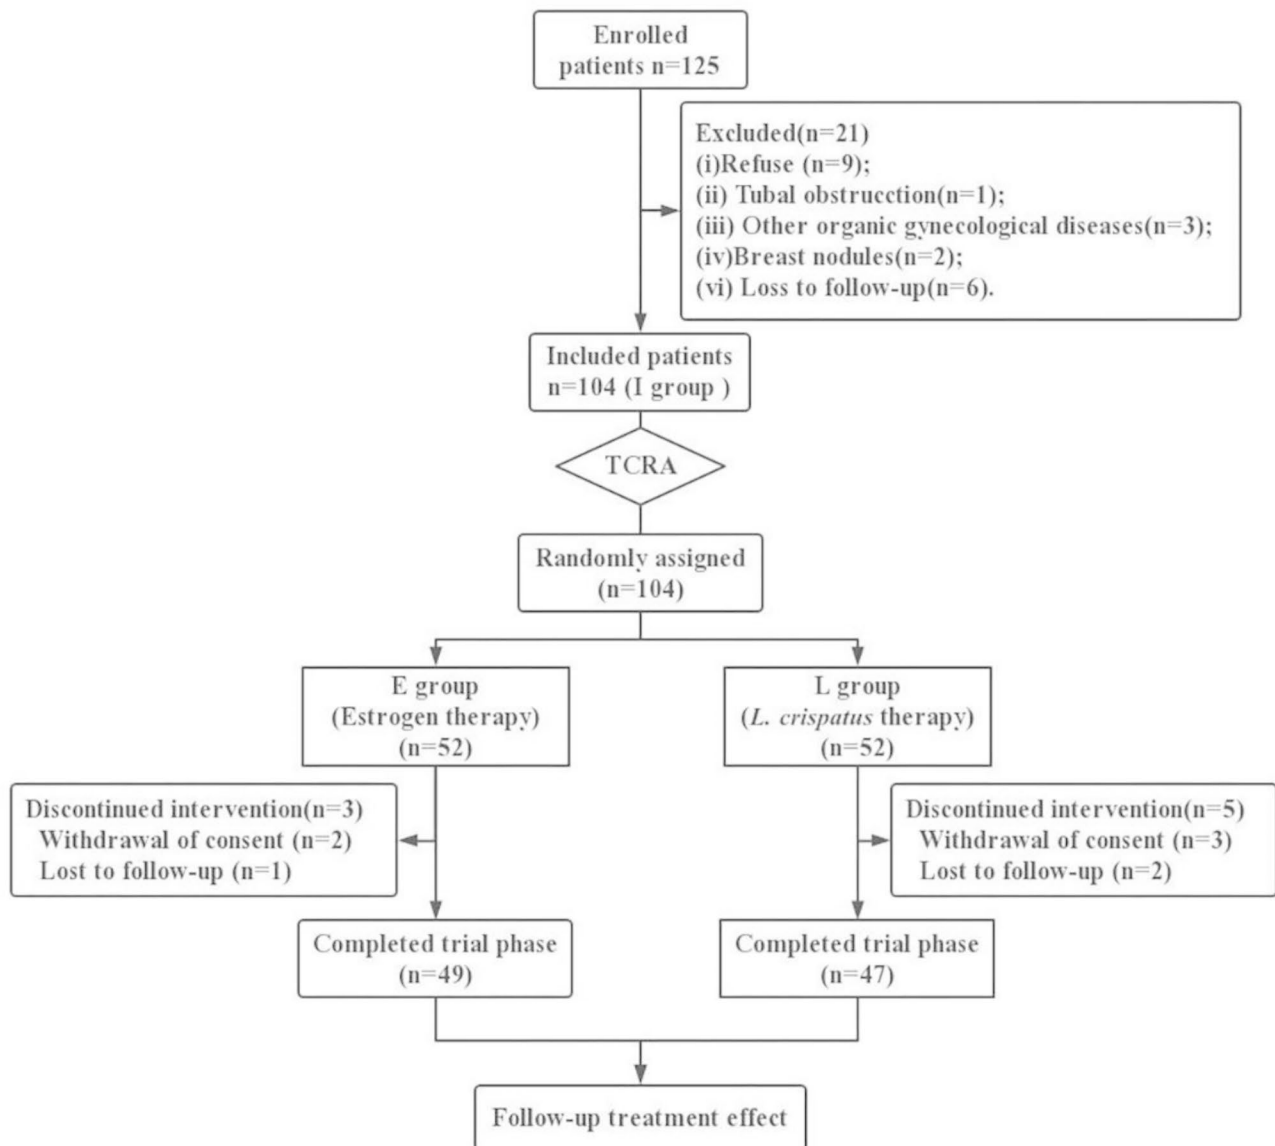 Enrolled
patients n=125
Excluded(n=21)
(i)Refuse (n=9);
(ii) Tubal obstrucction(n=1);
(iii) Other organic gynecological diseases(n=3);
(iv)Breast nodules(n=2);
(vi) Loss to follow-up(n=6).
Included patients
n=104 (I group )
TCRA
Randomly assigned
(n=104)
E group
(Estrogen therapy)
(n=52)
L group
(L. crispatus therapy)
(n=52)
Discontinued intervention(n=3)
Withdrawal of consent (n=2)
Lost to follow-up (n=1)
Discontinued intervention(n=5)
Withdrawal of consent (n=3)
Lost to follow-up (n=2)
Completed trial phase
(n=49)
Completed trial phase
(n=47)
Follow-up treatment effect